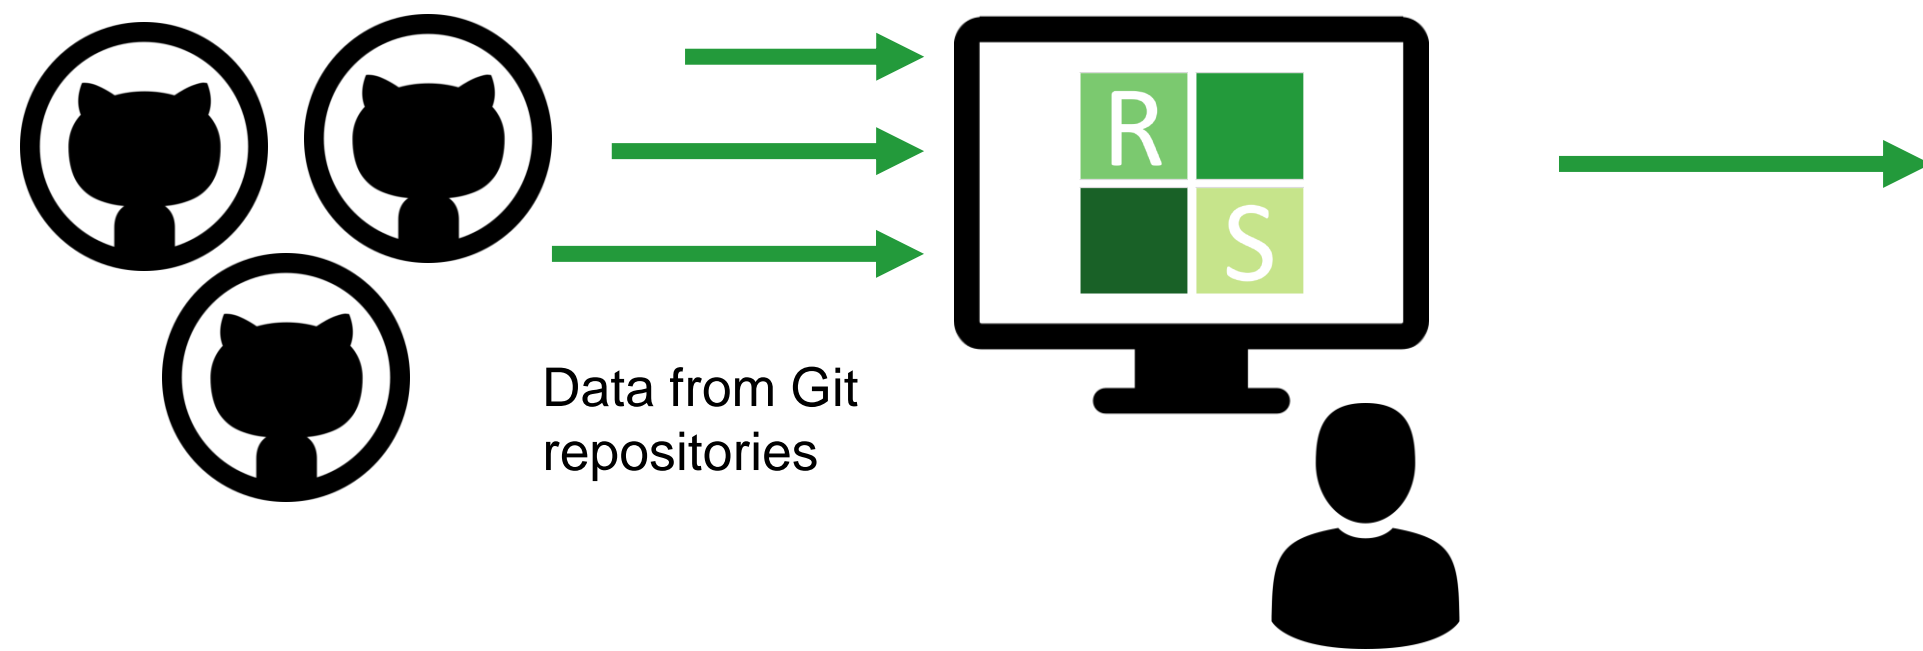 R
S
Data from Git
repositories